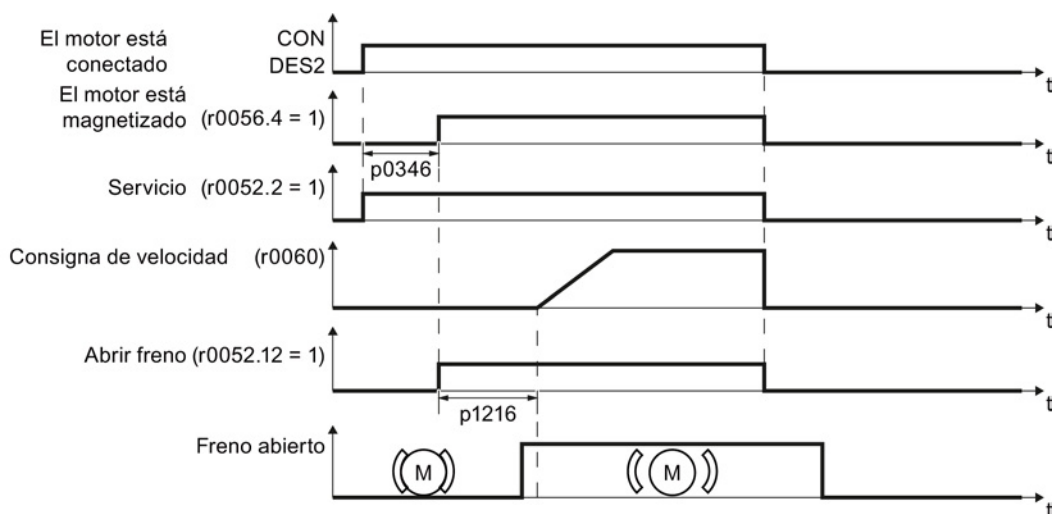 El motor está
conectado
CON
DES2
t
El motor está
magnetizado (r0056.4 = 1)
t
p0346
Servicio (r0052.2 = 1)
t
Consigna de velocidad (r0060)
t
Abrir freno (r0052.12 = 1)
t
p1216
Freno abierto
M
M
t